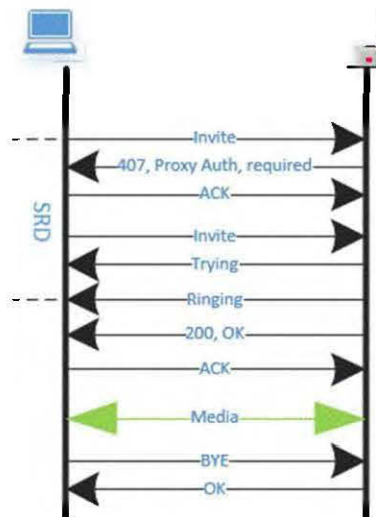 Invite
407, Proxy Auth, required
ACK
SRD
Invite
Trying
Ringing
200, OK
ACK
Media
BYE
OK